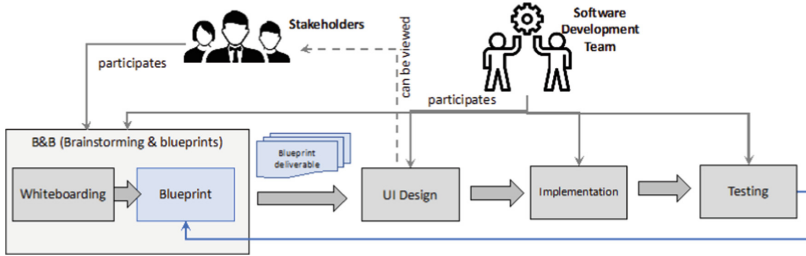 Stakeholders
Software
Development
Team
participates
can be viewed
participates
B&B (Brainstorming & blueprints)
Blueprint
deliverable
Whiteboarding
Blueprint
UI Design
Implementation
Testing